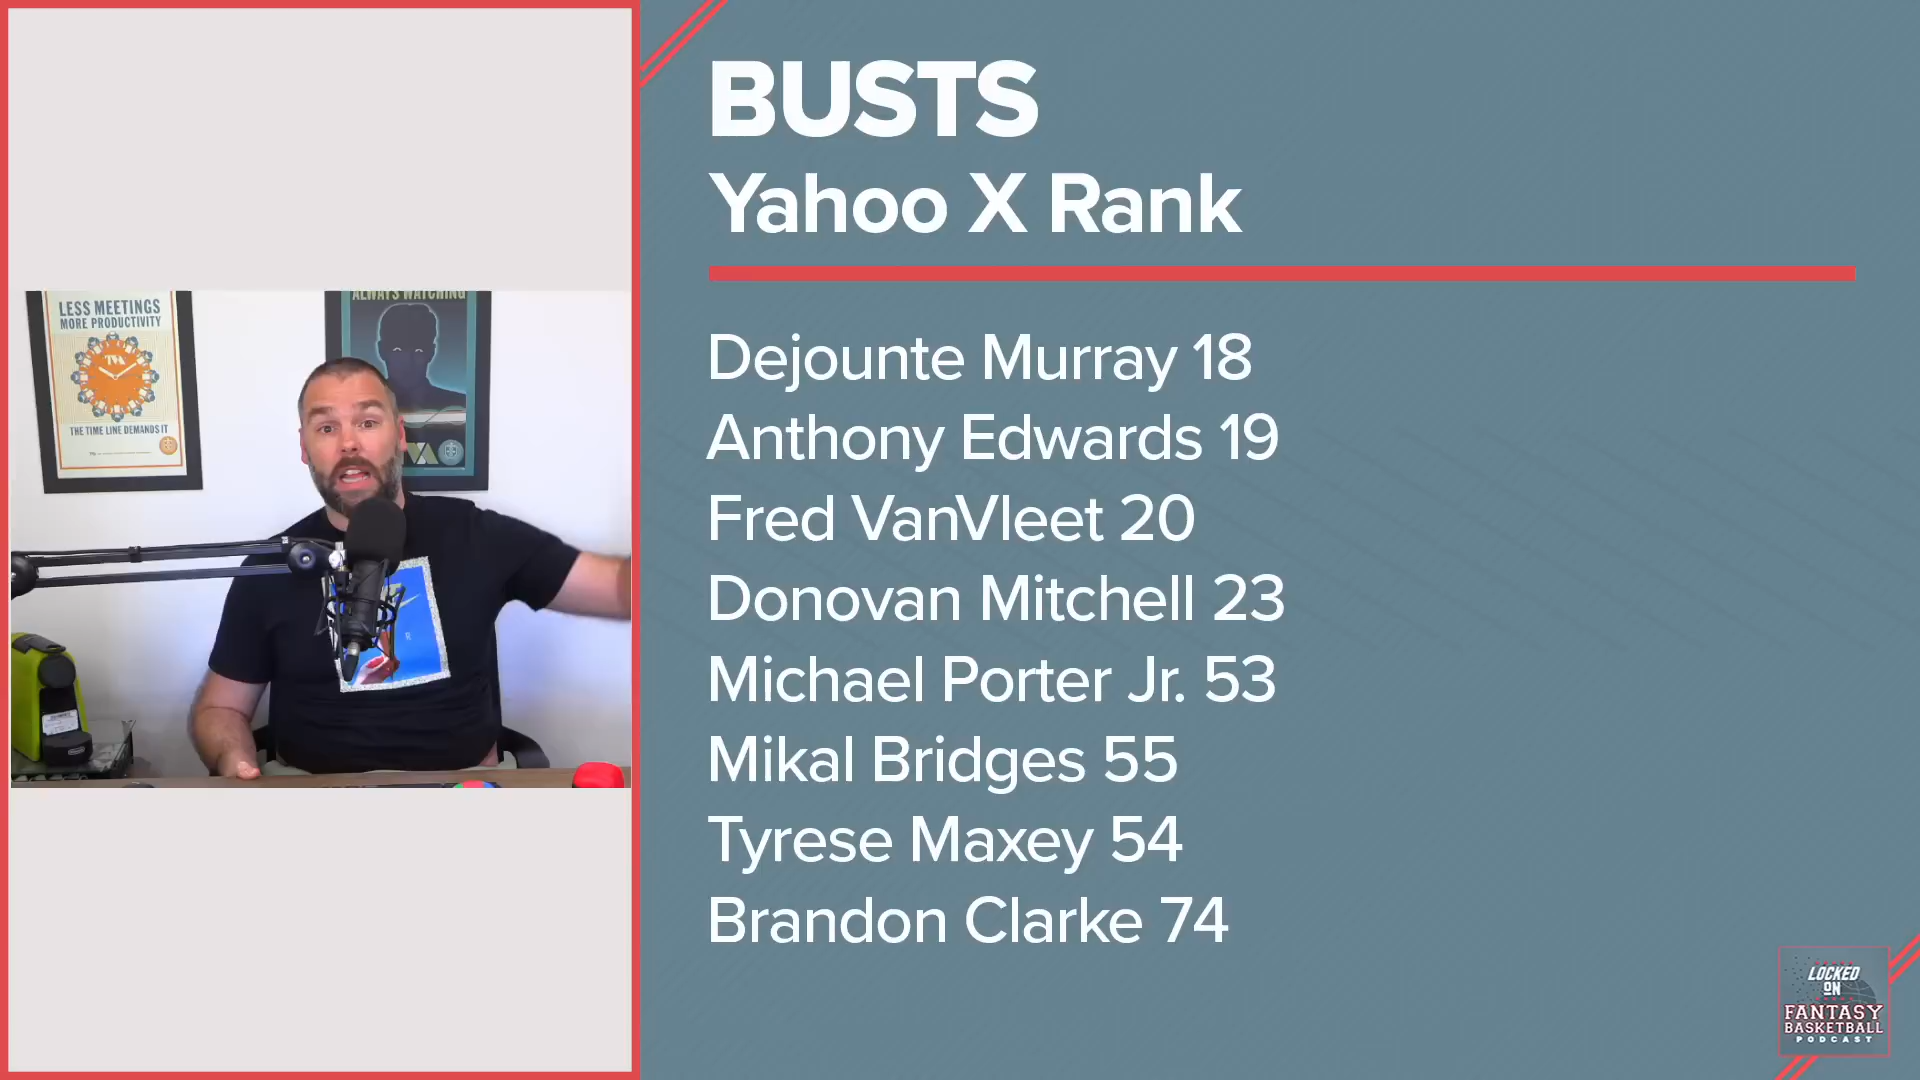 BUSTS
Yahoo X Rank
Dejounte Murray 18
Anthony Edwards 19
Fred VanVleet 20
Donovan Mitchell 23
Michael Porter Jr. 53
Mikal Bridges 55
Tyrese Maxey 54
Brandon Clarke 74
LESS MEETINGS
MORE PRODUCTIVITY
TVA
THE TIME LINE DEMANDS IT
ALWAYS WATCHING
LOCKED
ON
FANTASY
BASKETBALL
PODCAST